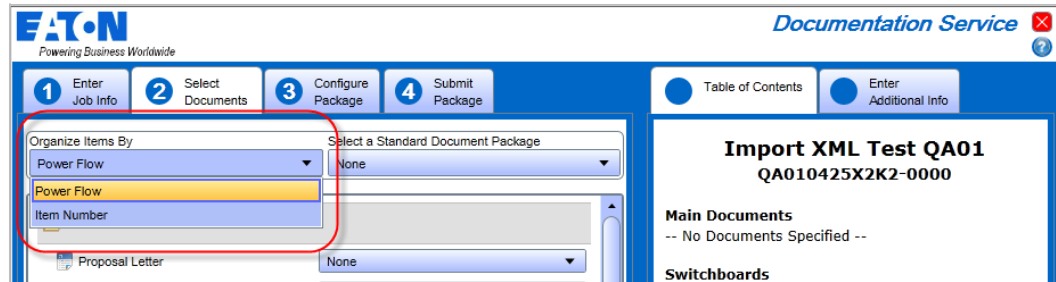 EATON
Powering Business Worldwide
Documentation Service
1 Enter Job Info
2 Select Documents
3 Configure Package
4 Submit Package
Table of Contents
Enter Additional Info
Organize Items By
Select a Standard Document Package
Power Flow
None
Power Flow
Item Number
Proposal Letter
None
Import XML Test QA01
QA010425X2K2-0000
Main Documents
-- No Documents Specified --
Switchboards